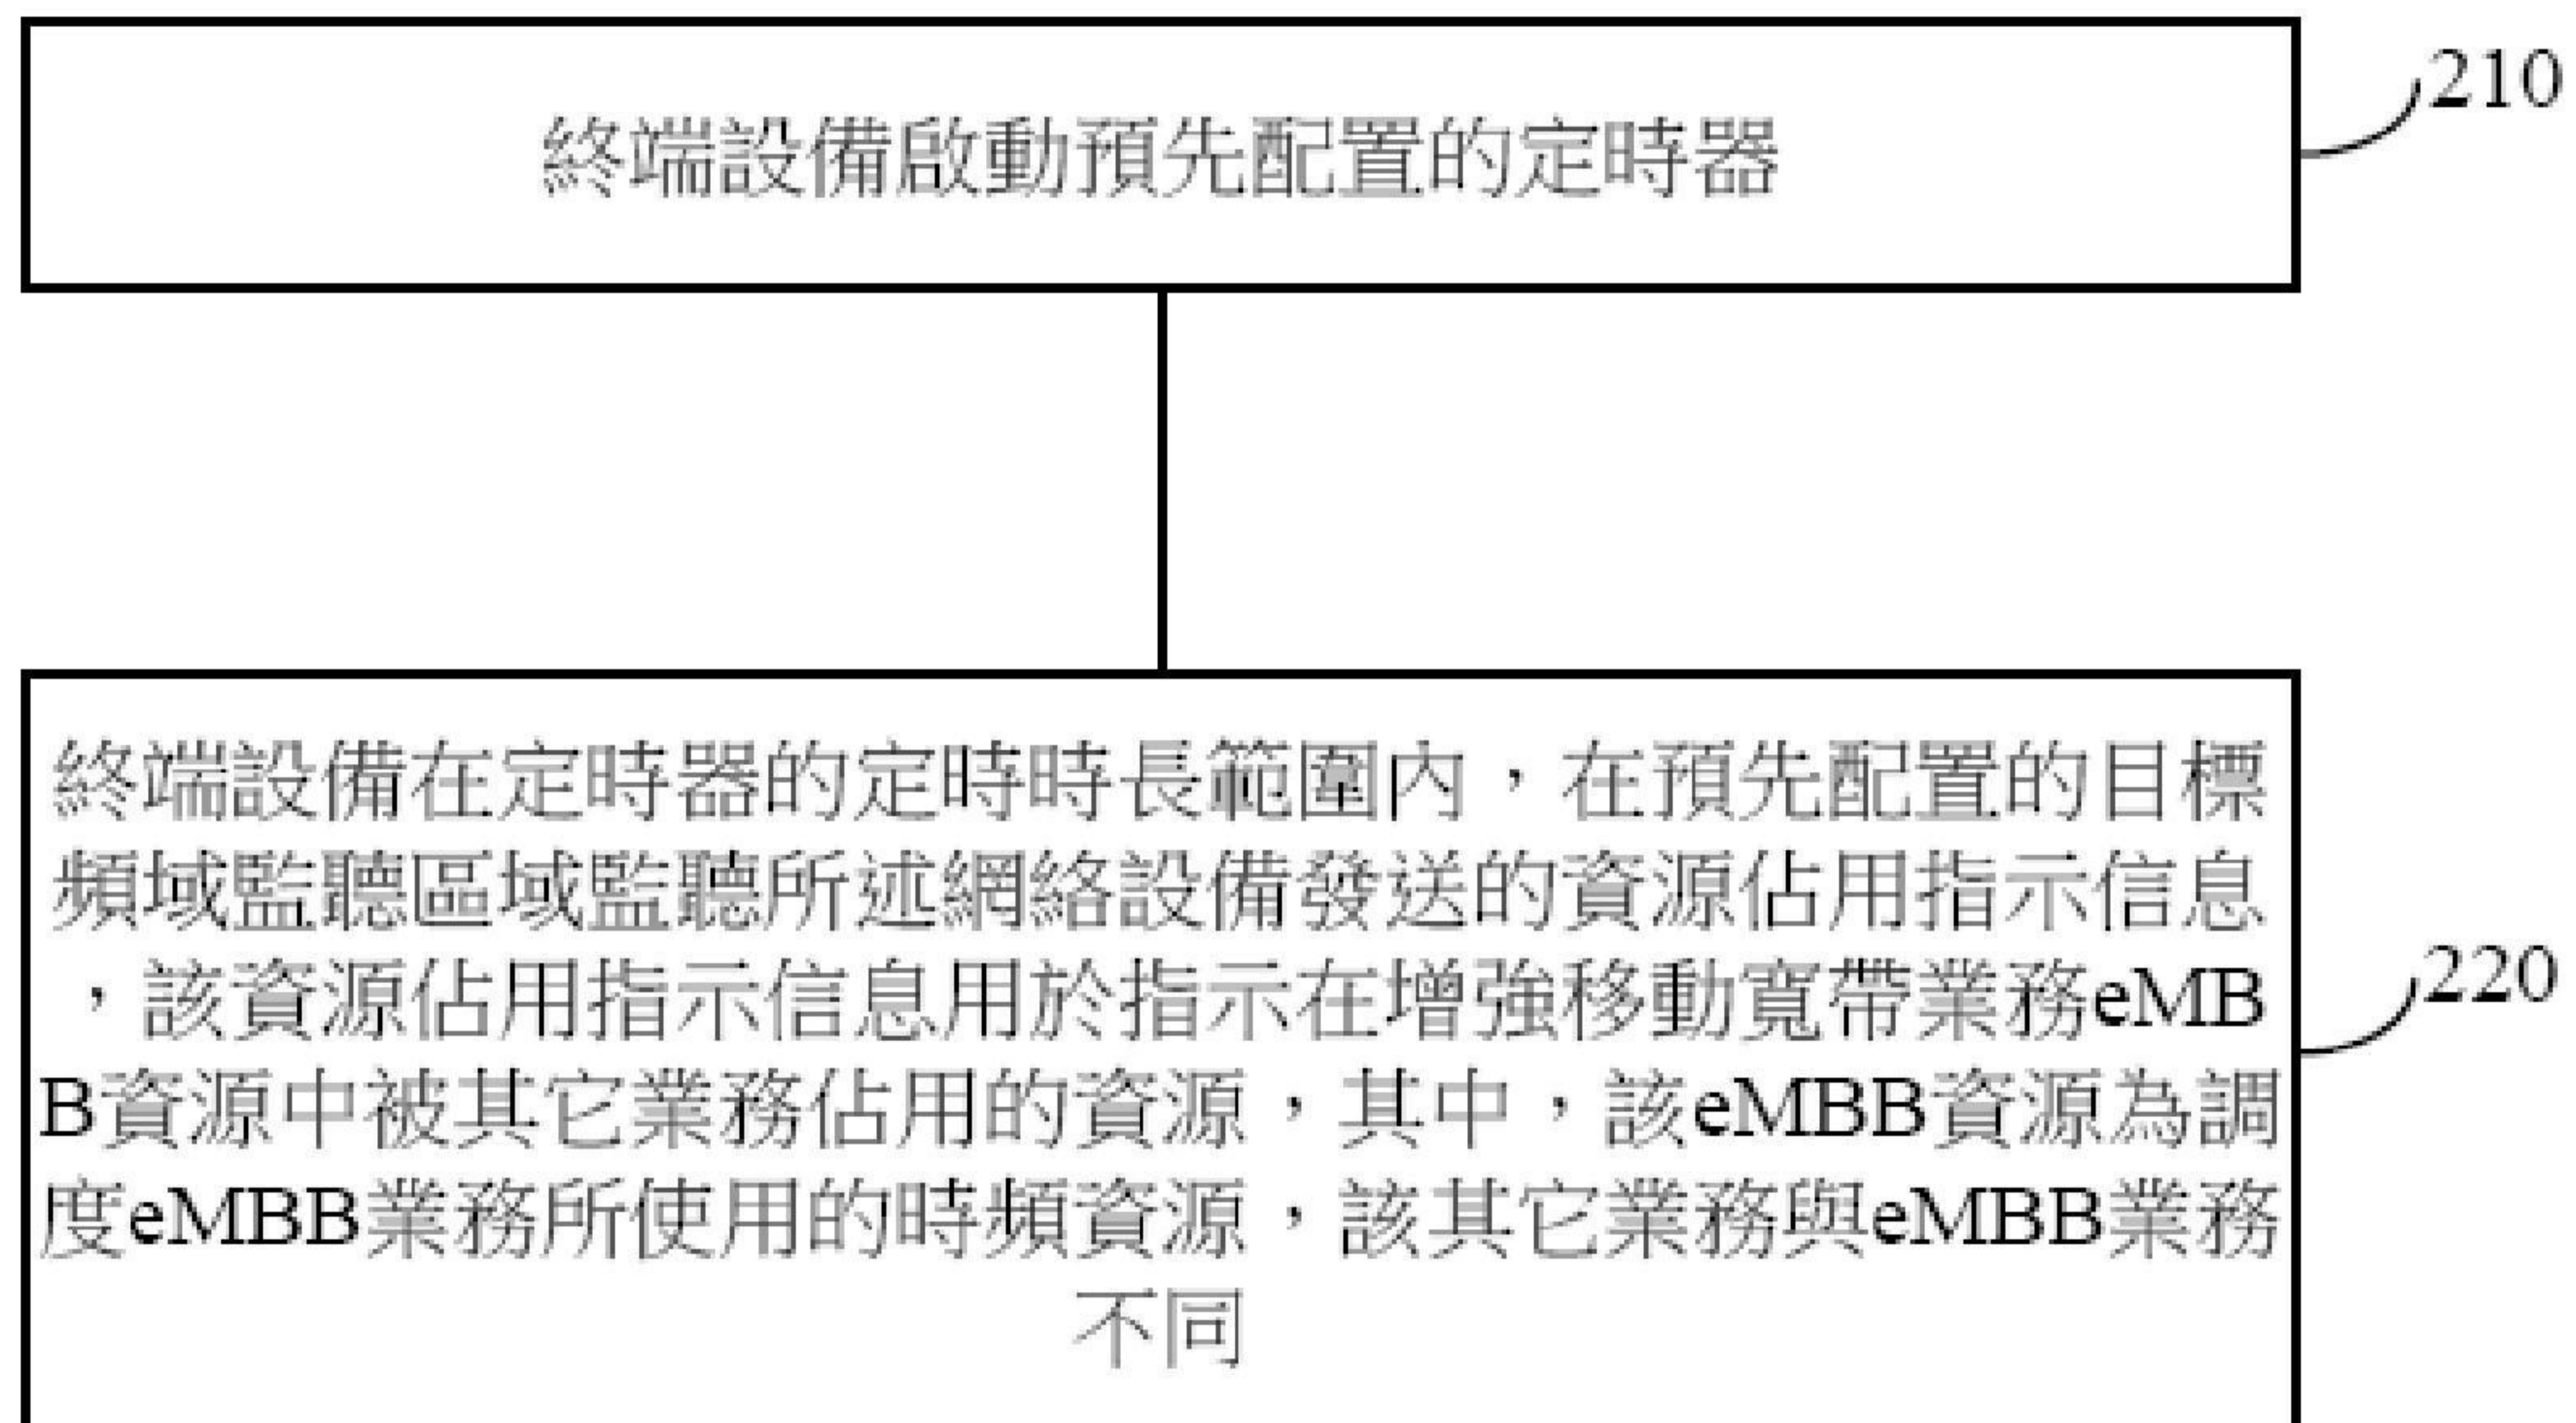 終端設備啟動預先配置的定時器
210
終端設備在定時器的定時時長範圍內，在預先配置的目標
頻域監聽區域監聽所述網絡設備發送的資源佔用指示信息
，該資源佔用指示信息用於指示在增強移動寬帶業務eMB
B資源中被其它業務佔用的資源，其中，該eMBB資源為調
度eMBB業務所使用的時頻資源，該其它業務與eMBB業務
不同
220